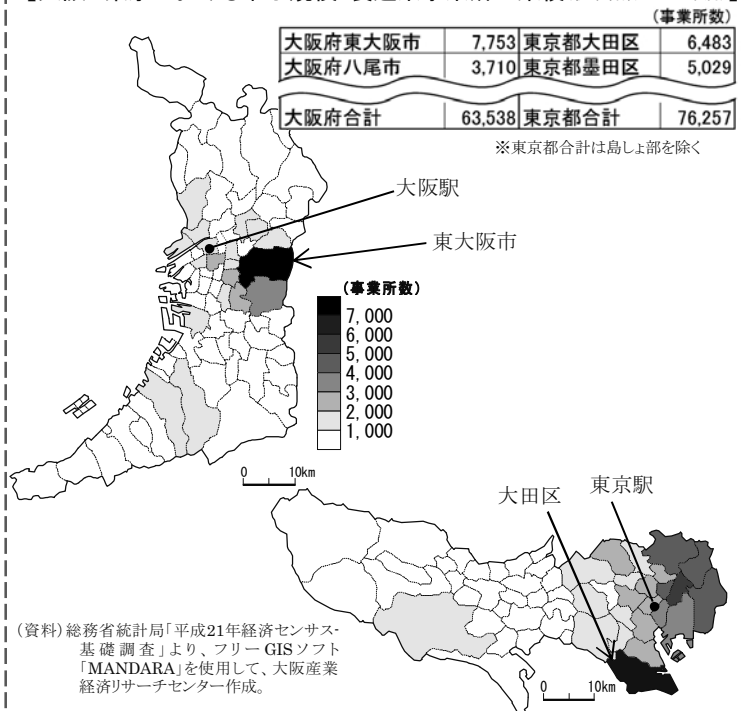 (事業所数)
大阪府東大阪市 7,753 東京都大田区 6,483
大阪府八尾市 3,710 東京都墨田区 5,029
大阪府合計 63,538 東京都合計 76,257
※東京都合計は島しょ部を除く
大阪駅
東大阪市
(事業所数)
7,000
6,000
5,000
4,000
3,000
2,000
1,000
0 10km
大田区 東京駅
(資料)総務省統計局「平成21年経済センサス-
基礎調査」より、フリーGISソフト
「MANDARA」を使用して、大阪産業
経済リサーチセンター作成。
0 10km